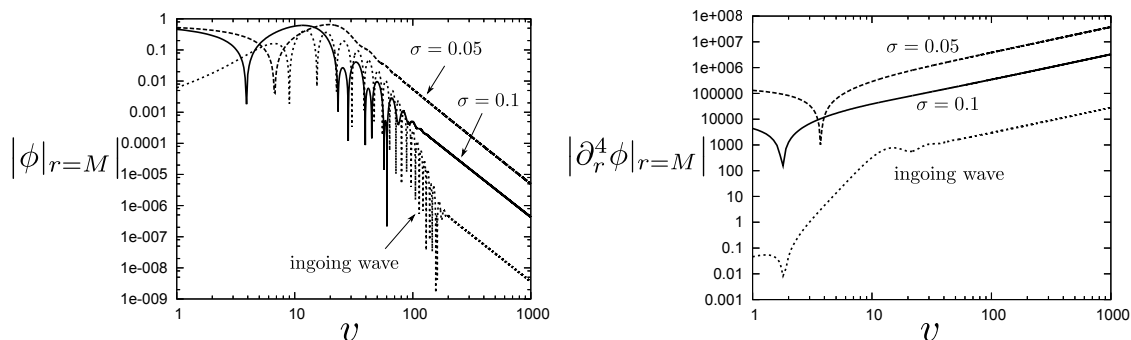 1
0.1
0.01
0.001
0.0001
1e-005
1e-006
1e-007
1e-008
1e-009
|ϕ|_{r=M}|
σ = 0.05
σ = 0.1
ingoing wave
1 10 100 1000
v
1e+008
1e+007
1e+006
100000
10000
1000
100
10
1
0.1
0.01
0.001
|∂_r^4 ϕ|_{r=M}|
σ = 0.05
σ = 0.1
ingoing wave
1 10 100 1000
v